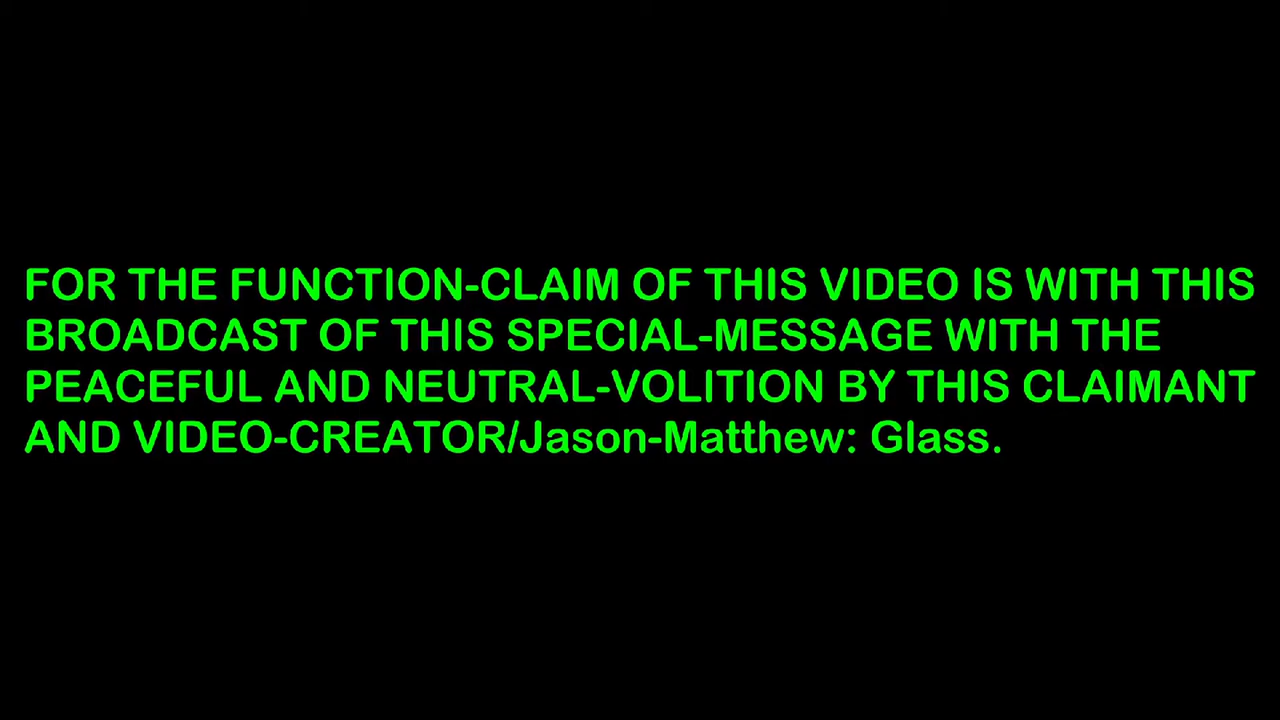 FOR THE FUNCTION-CLAIM OF THIS VIDEO IS WITH THIS
BROADCAST OF THIS SPECIAL-MESSAGE WITH THE
PEACEFUL AND NEUTRAL-VOLITION BY THIS CLAIMANT
AND VIDEO-CREATOR/Jason-Matthew: Glass.